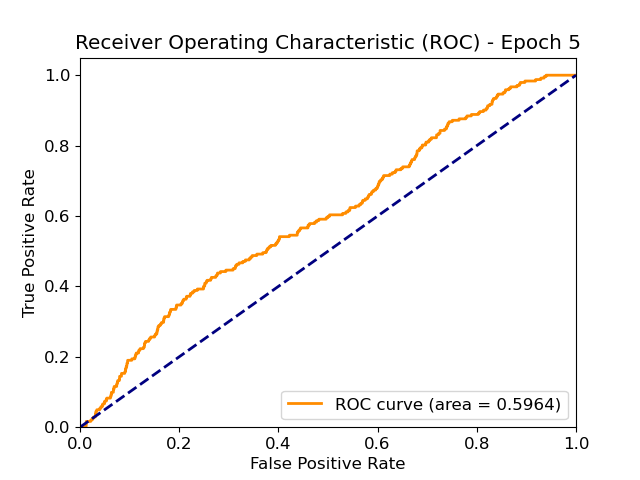 Receiver Operating Characteristic (ROC) - Epoch 5
True Positive Rate
1.0
0.8
0.6
0.4
0.2
0.0
0.0 0.2 0.4 0.6 0.8 1.0
False Positive Rate
ROC curve (area = 0.5964)